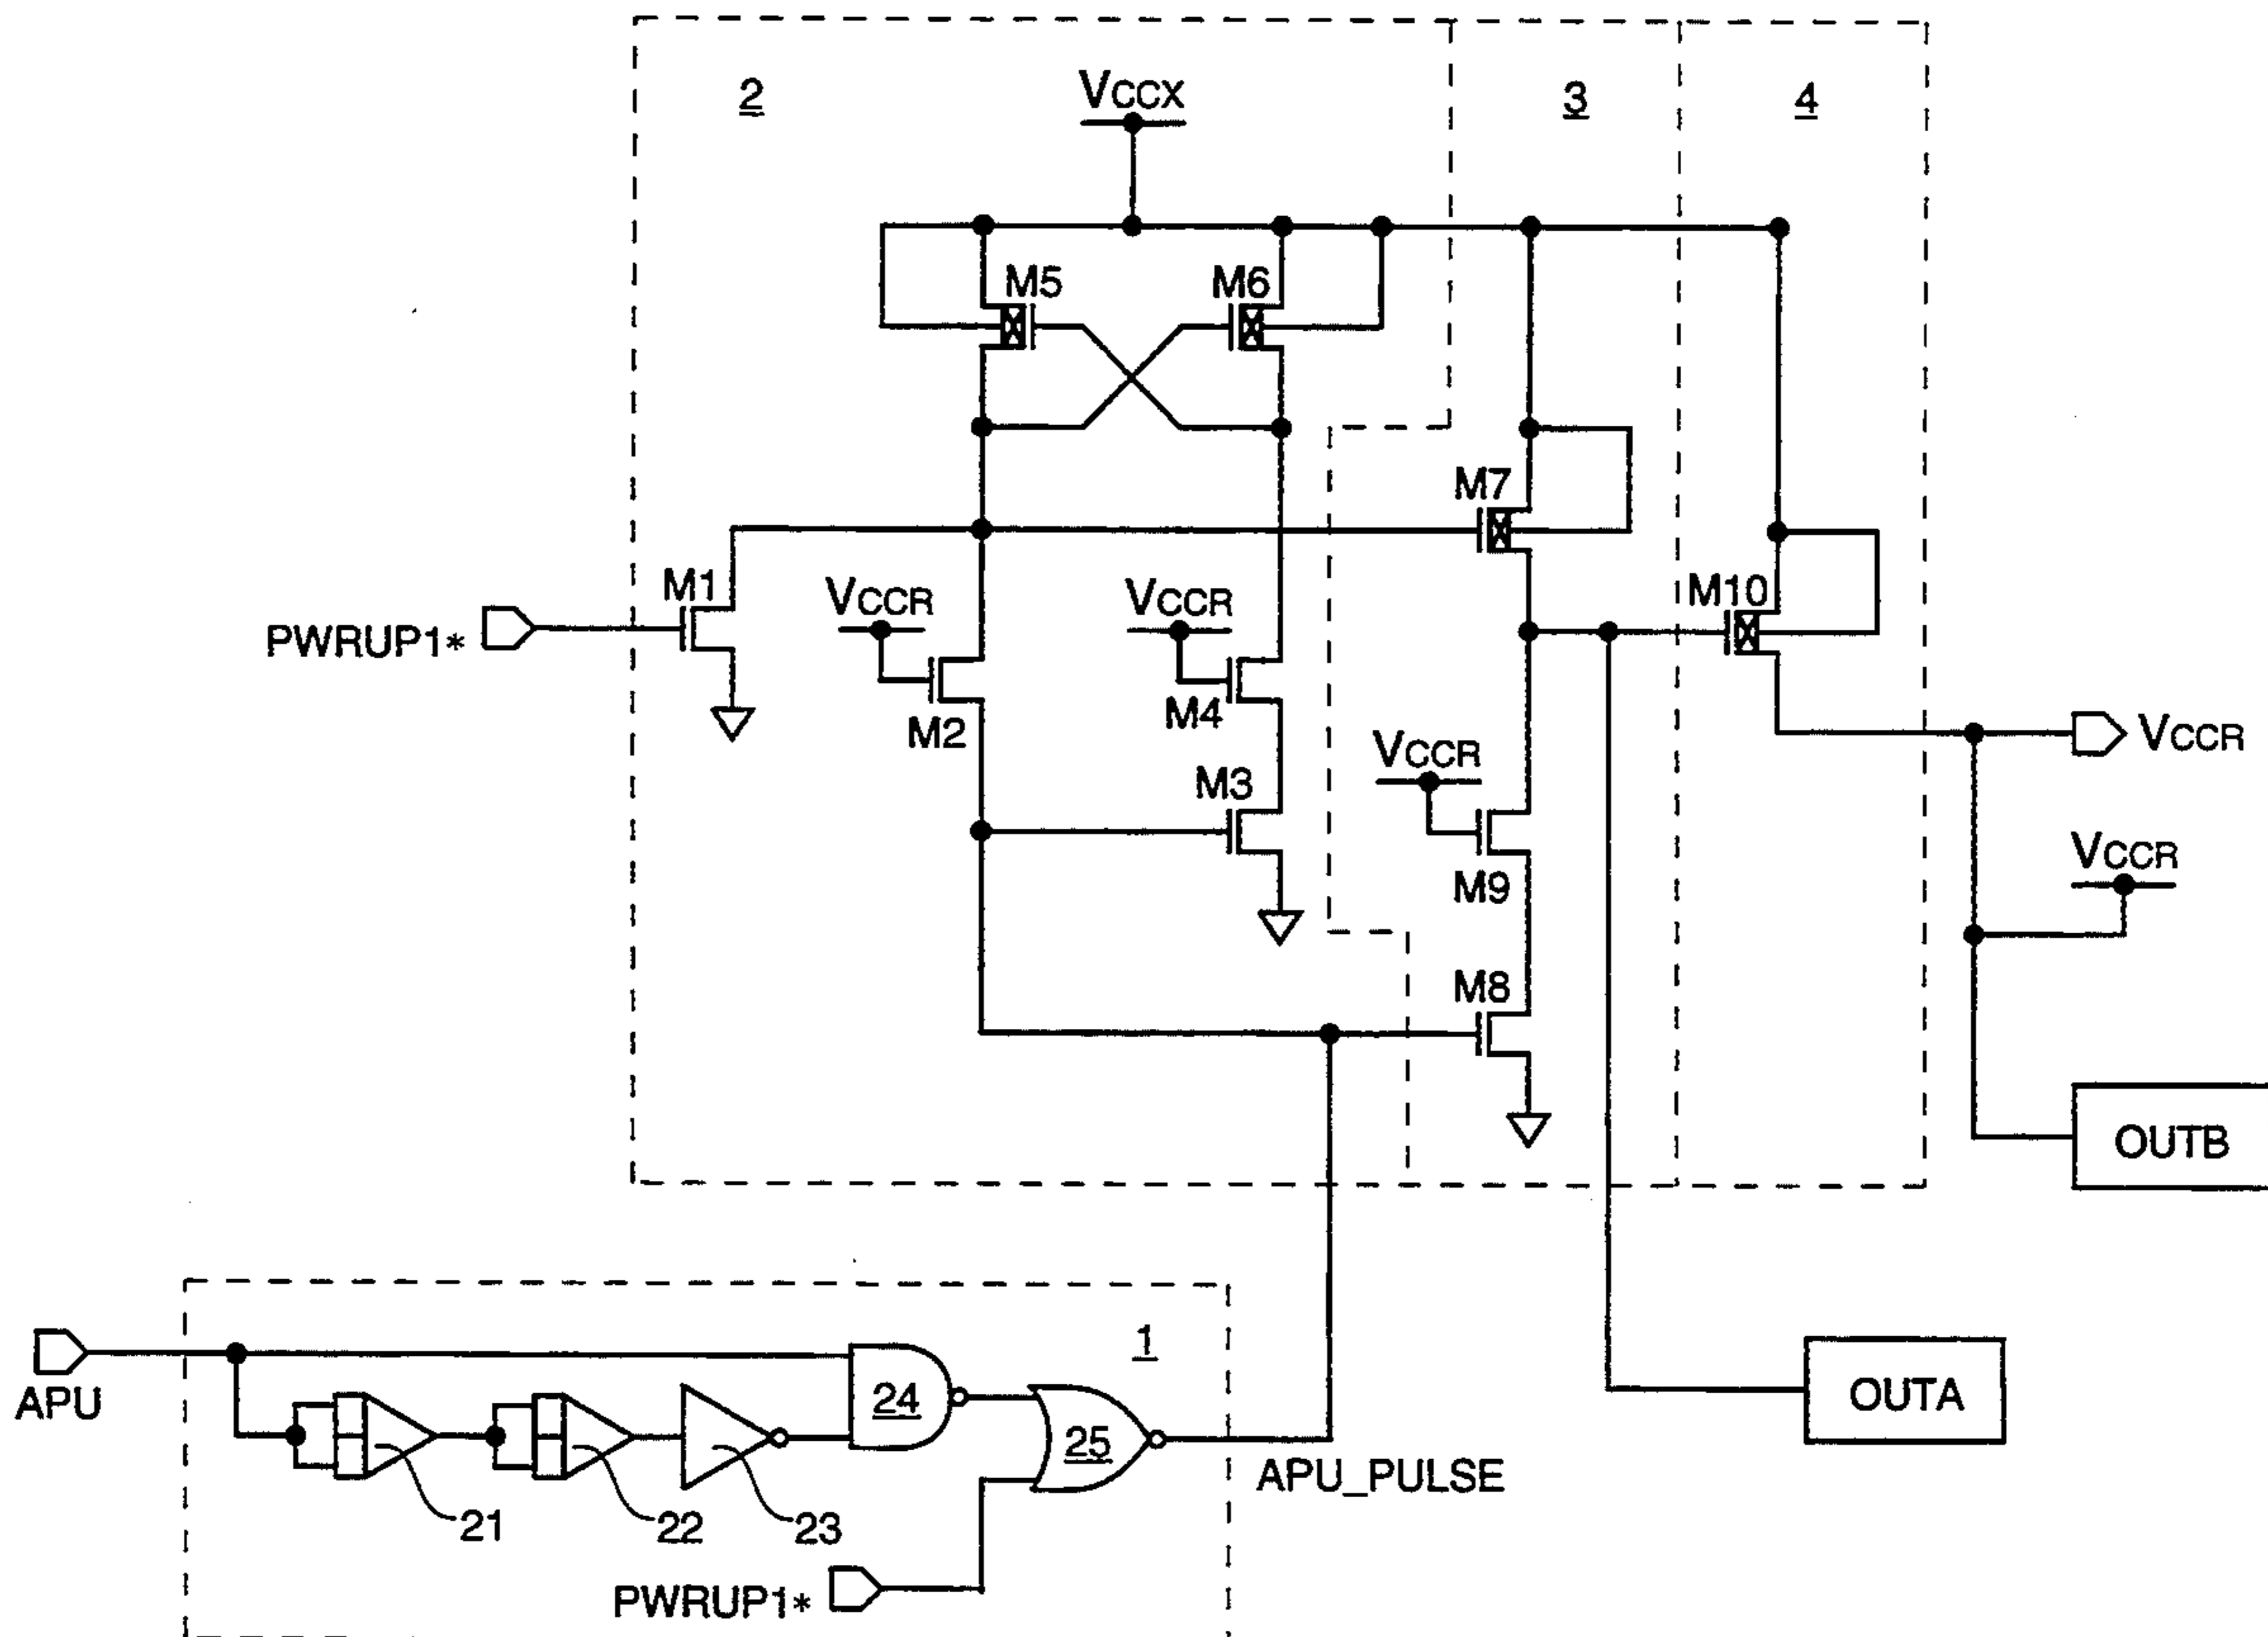 2
VCCX
3
4
M5
M6
M7
M1
VCCR
VCCR
M10
PWRUP1*
M2
M4
VCCR
VCCR
M3
VCCR
M9
M8
OUTB
1
APU
24
25
OUTA
APU_PULSE
21
22
23
PWRUP1*